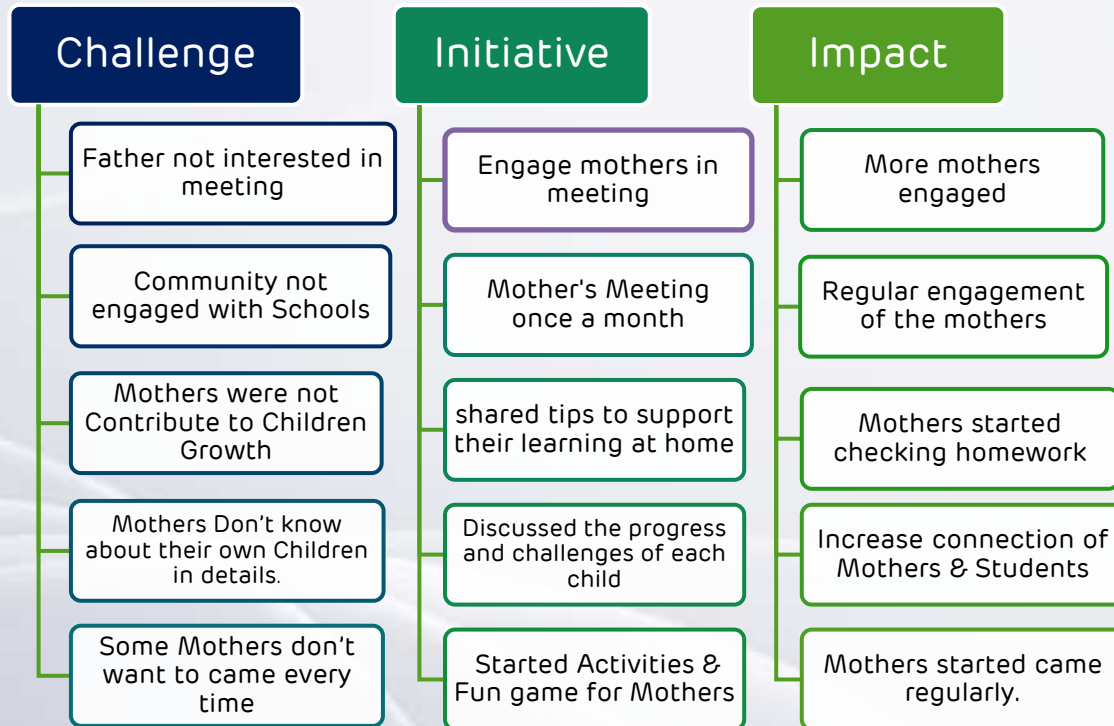 Challenge
Father not interested in
meeting
Community not
engaged with Schools
Mothers were not
Contribute to Children
Growth
Mothers Don't know
about their own Children
in details.
Some Mothers don't
want to came every
time
Initiative
Engage mothers in
meeting
Mother's Meeting
once a month
shared tips to support
their learning at home
Discussed the progress
and challenges of each
child
Started Activities &
Fun game for Mothers
Impact
More mothers
engaged
Regular engagement
of the mothers
Mothers started
checking homework
Increase connection of
Mothers & Students
Mothers started came
regularly.